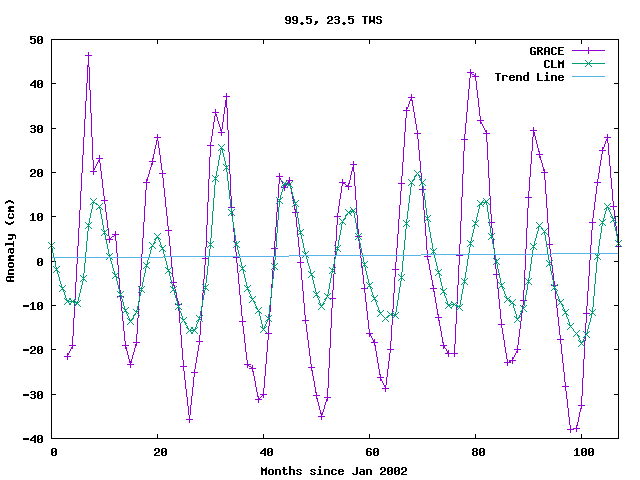 99.5, 23.5 TWS
GRACE
CLM
Trend Line
Anomaly (cm)
50
40
30
20
10
0
-10
-20
-30
-40
0 20 40 60 80 100
Months since Jan 2002